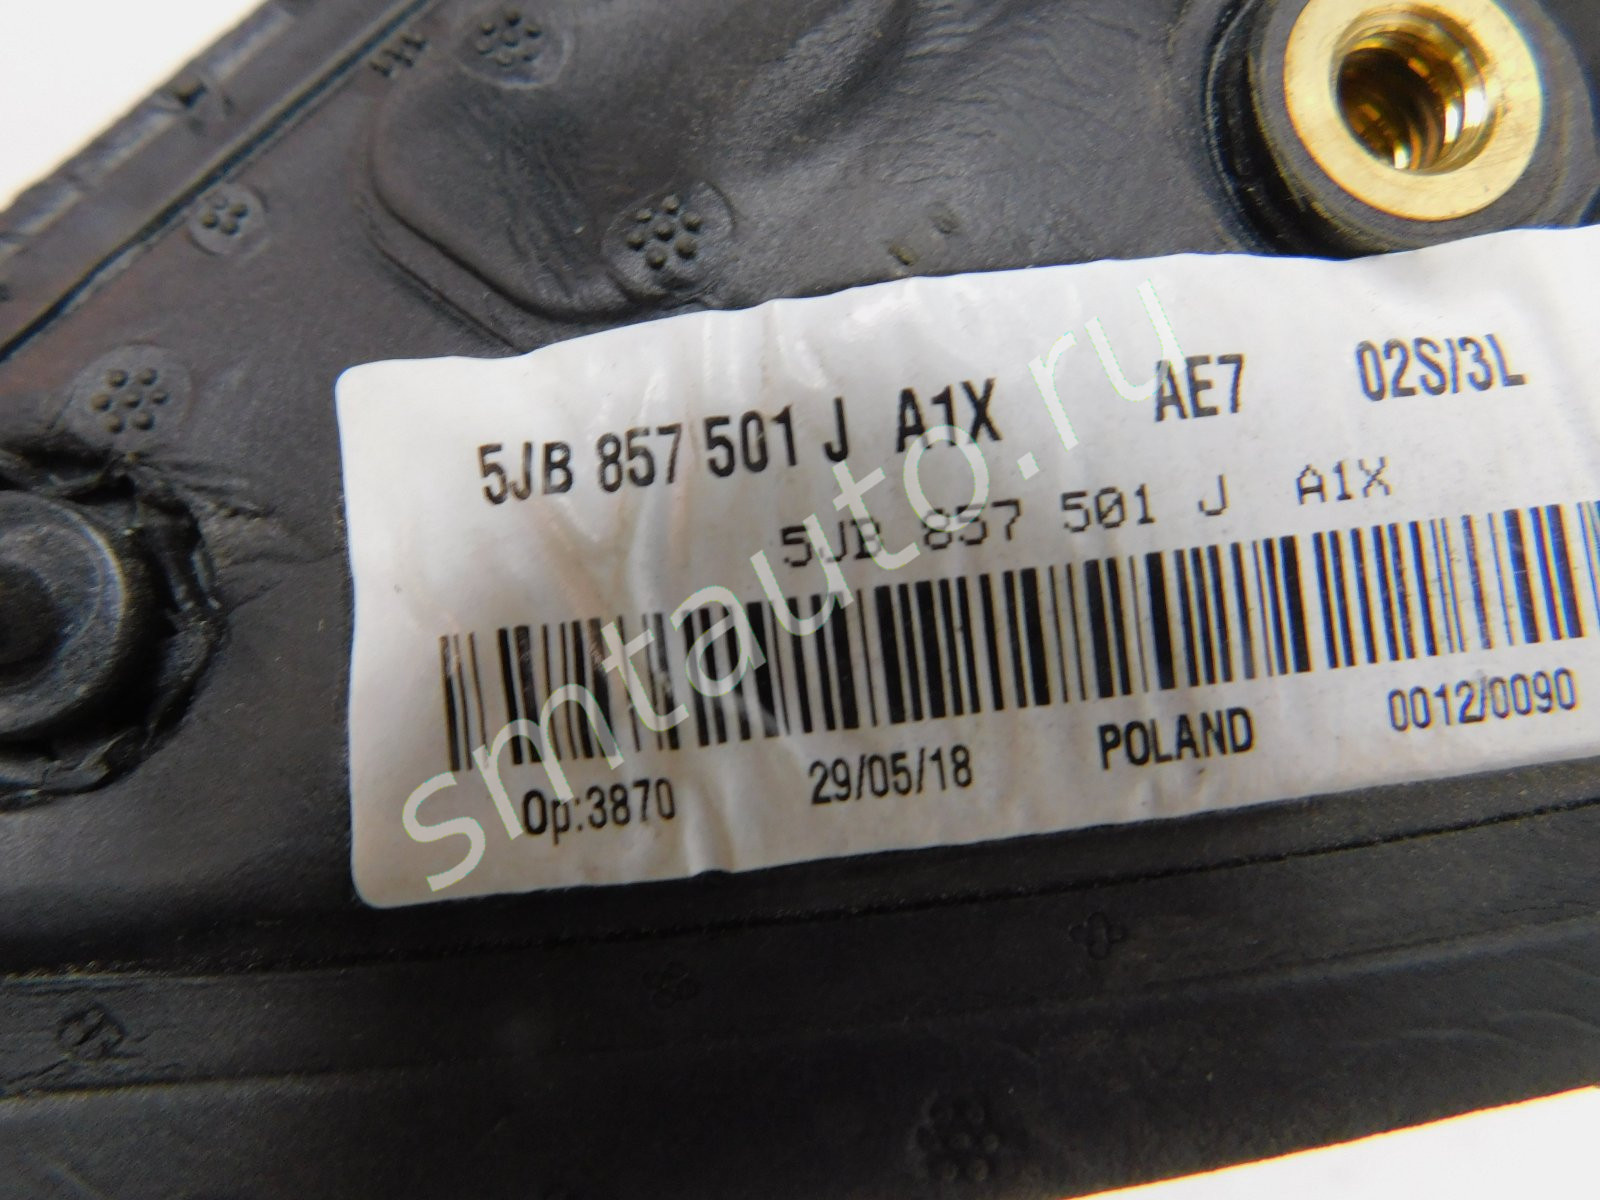 5JB 857 501 J A1X AE7 02S/3L
5JB 857 501 J A1X
Op:3870 29/05/18 POLAND 0012/0090
smtauto.ru